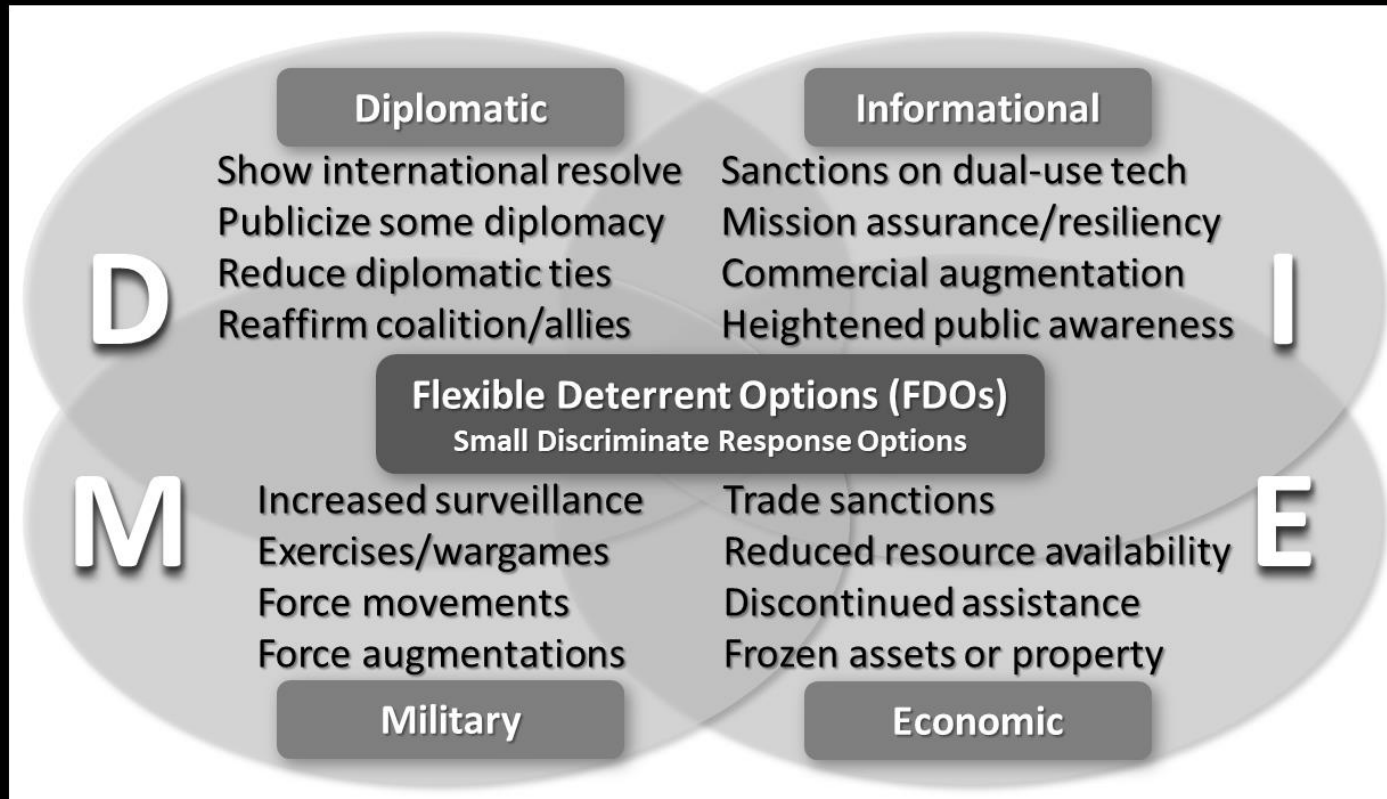 Diplomatic
Show international resolve
Publicize some diplomacy
Reduce diplomatic ties
Reaffirm coalition/allies
D
Informational
Sanctions on dual-use tech
Mission assurance/resiliency
Commercial augmentation
Heightened public awareness
I
Flexible Deterrent Options (FDOs)
Small Discriminate Response Options
M
Increased surveillance
Exercises/wargames
Force movements
Force augmentations
Military
Trade sanctions
Reduced resource availability
Discontinued assistance
Frozen assets or property
E
Economic